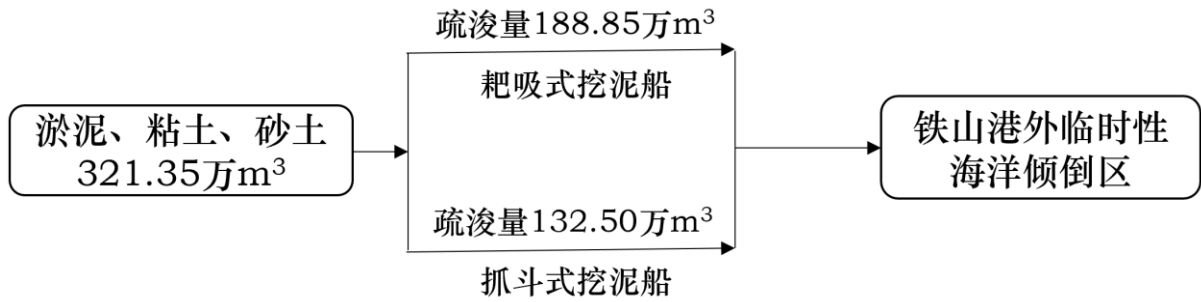 疏浚量188.85万m³
耙吸式挖泥船
淤泥、粘土、砂土
321.35万m³
铁山港外临时性
海洋倾倒区
疏浚量132.50万m³
抓斗式挖泥船